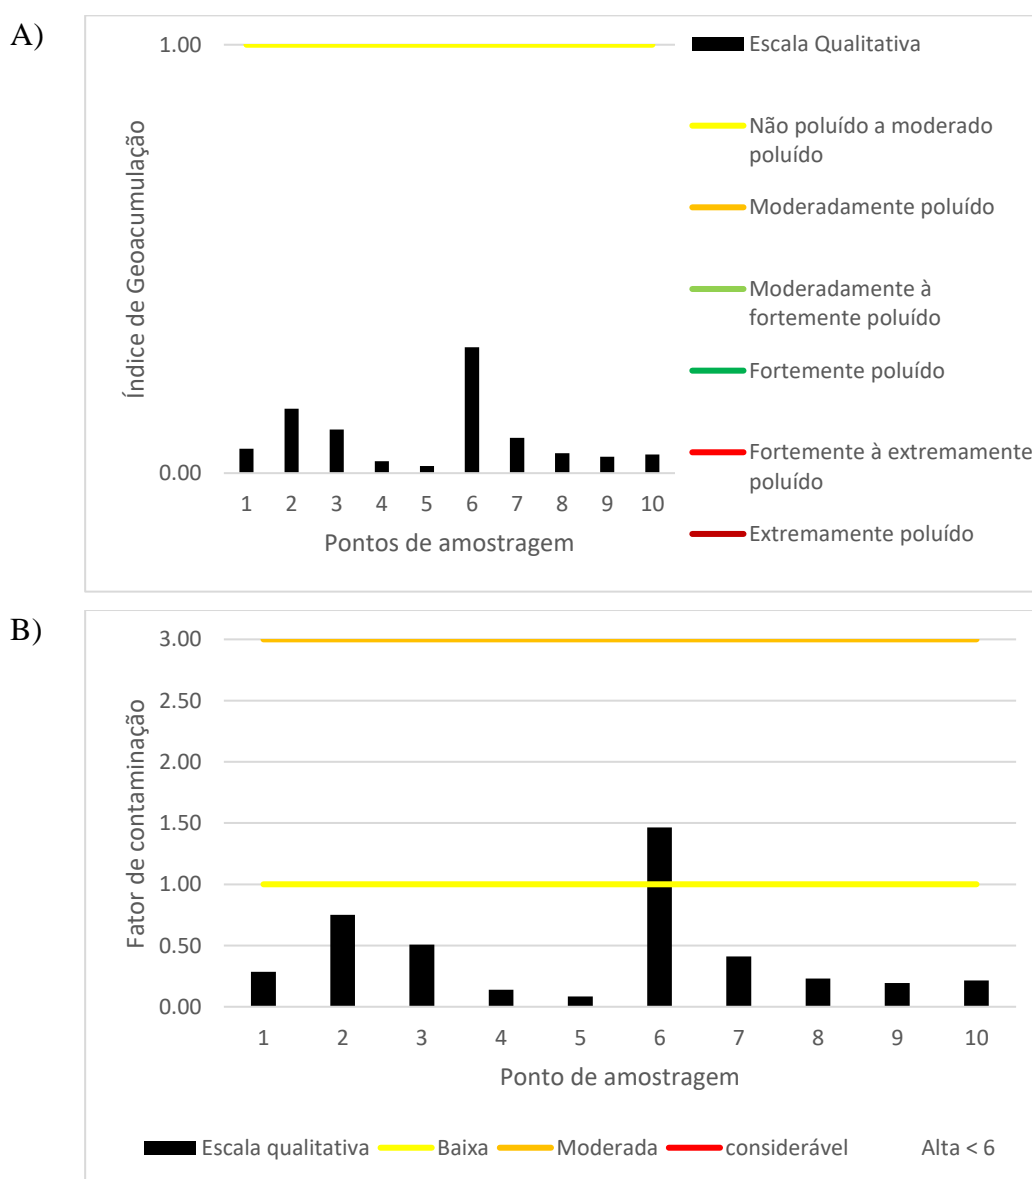 A)
1.00
0.00
Índice de Geoacumulação
1 2 3 4 5 6 7 8 9 10
Pontos de amostragem
Escala Qualitativa
Não poluído a moderado
poluído
Moderadamente poluído
Moderadamente à
fortemente poluído
Fortemente poluído
Fortemente à extremamente
poluído
Extremamente poluído
B)
3.00
2.50
2.00
1.50
1.00
0.50
0.00
Fator de contaminação
1 2 3 4 5 6 7 8 9 10
Ponto de amostragem
Escala qualitativa Baixa Moderada considerável Alta < 6